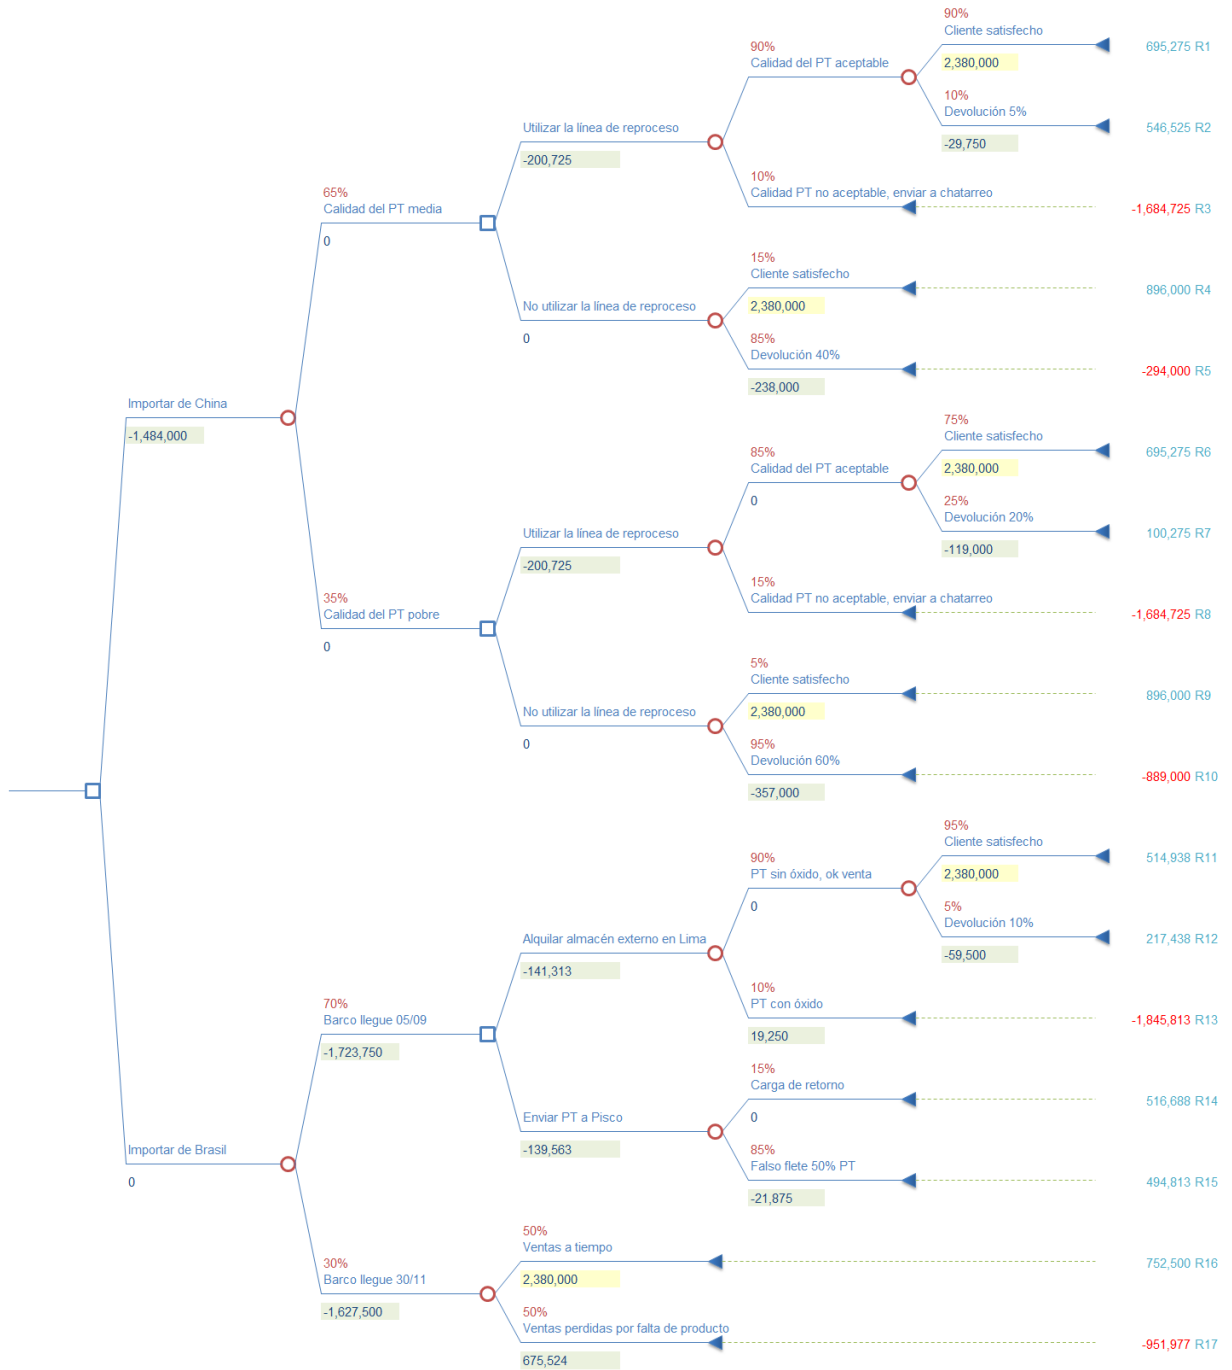 90%
Cliente satisfecho
695,275 R1
2,380,000
90%
Calidad del PT aceptable
10%
Devolución 5%
546,525 R2
-29,750
Utilizar la línea de reproceso
-200,725
10%
Calidad PT no aceptable, enviar a chatarreo
-1,684,725 R3
65%
Calidad del PT media
0
15%
Cliente satisfecho
896,000 R4
2,380,000
No utilizar la línea de reproceso
0
85%
Devolución 40%
-294,000 R5
-238,000
Importar de China
-1,484,000
75%
Cliente satisfecho
695,275 R6
2,380,000
85%
Calidad del PT aceptable
0
25%
Devolución 20%
100,275 R7
-119,000
Utilizar la línea de reproceso
-200,725
15%
Calidad PT no aceptable, enviar a chatarreo
-1,684,725 R8
35%
Calidad del PT pobre
0
5%
Cliente satisfecho
896,000 R9
2,380,000
No utilizar la línea de reproceso
0
95%
Devolución 60%
-889,000 R10
-357,000
95%
Cliente satisfecho
514,938 R11
2,380,000
90%
PT sin óxido, ok venta
0
5%
Devolución 10%
217,438 R12
-59,500
Alquilar almacén externo en Lima
-141,313
10%
PT con óxido
-1,845,813 R13
19,250
70%
Barco llegue 05/09
-1,723,750
15%
Carga de retorno
516,688 R14
0
Enviar PT a Pisco
-139,563
85%
Falso flete 50% PT
494,813 R15
-21,875
Importar de Brasil
0
50%
Ventas a tiempo
752,500 R16
2,380,000
30%
Barco llegue 30/11
-1,627,500
50%
Ventas perdidas por falta de producto
-951,977 R17
675,524